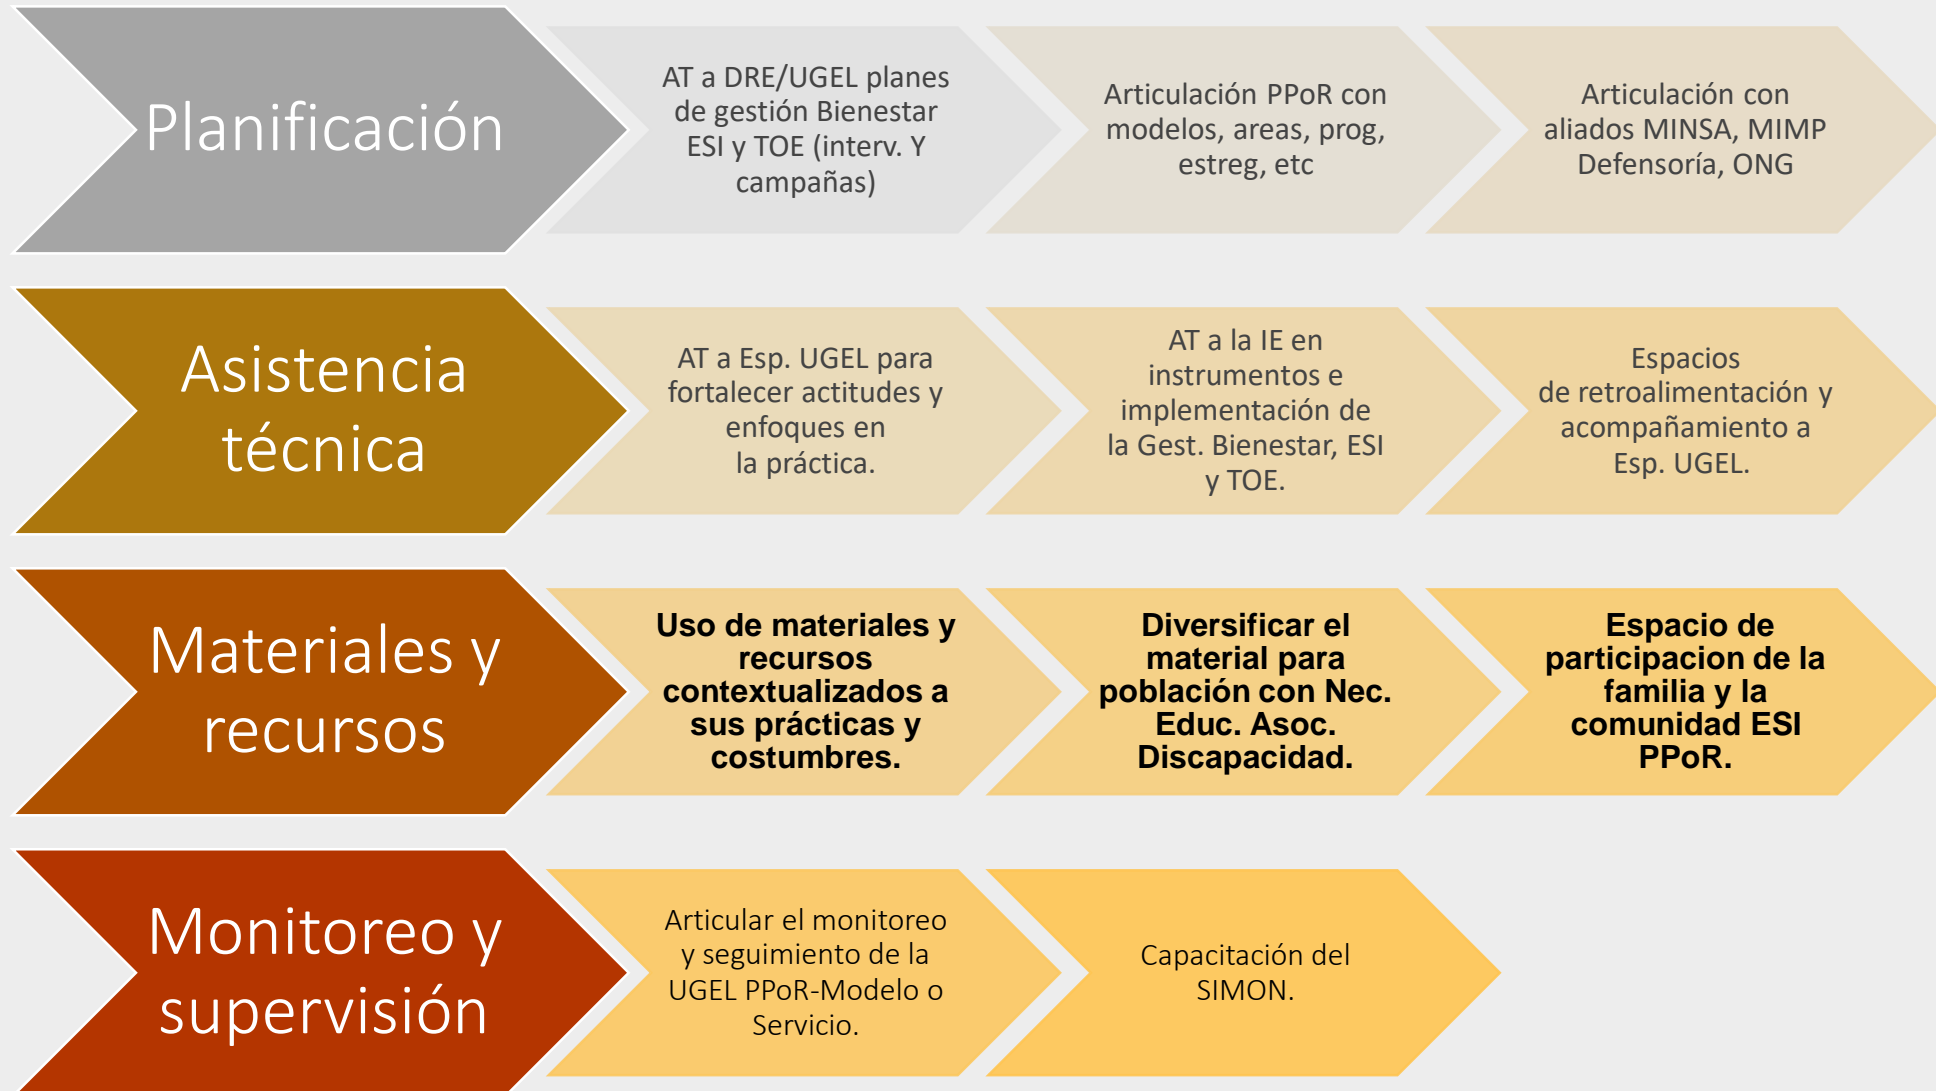 Planificación
AT a DRE/UGEL planes
de gestión Bienestar
ESI y TOE (interv. Y
campañas)
Articulación PPoR con
modelos, areas, prog,
estreg, etc
Articulación con
aliados MINSA, MIMP
Defensoría, ONG
Asistencia
técnica
AT a Esp. UGEL para
fortalecer actitudes y
enfoques en
la práctica.
AT a la IE en
instrumentos e
implementación de
la Gest. Bienestar, ESI
y TOE.
Espacios
de retroalimentación y
acompañamiento a
Esp. UGEL.
Materiales y
recursos
Uso de materiales y
recursos
contextualizados a
sus prácticas y
costumbres.
Diversificar el
material para
población con Nec.
Educ. Asoc.
Discapacidad.
Espacio de
participacion de la
familia y la
comunidad ESI
PPoR.
Monitoreo y
supervisión
Articular el monitoreo
y seguimiento de la
UGEL PPoR-Modelo o
Servicio.
Capacitación del
SIMON.